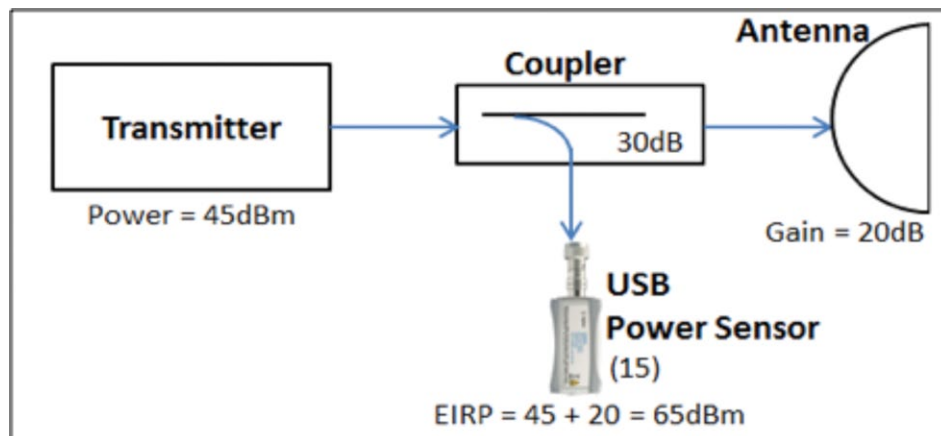 Antenna
Coupler
Transmitter
30dB
Power = 45dBm
Gain = 20dB
USB
Power Sensor
(15)
EIRP = 45 + 20 = 65dBm